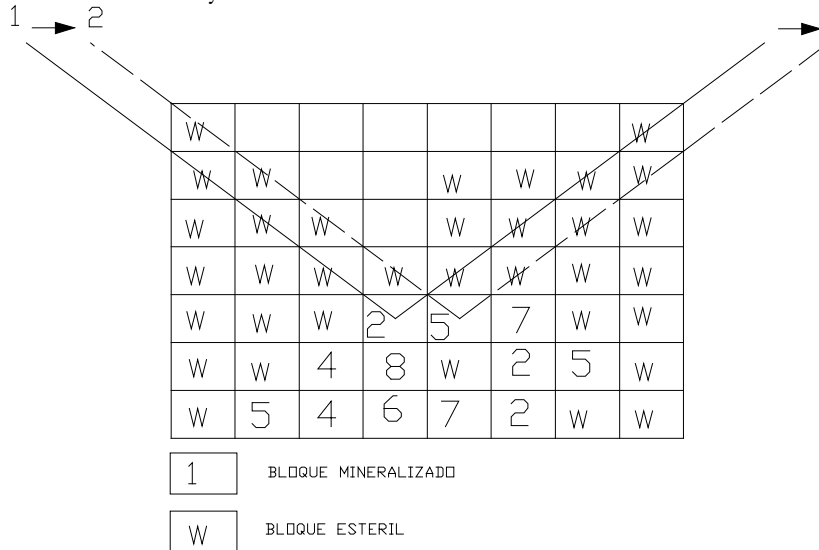 1 2
W W
W W W W W W
W W W W W W W
W W W W W W W W
W W W 2 5 7 W W
W W 4 8 W 2 5 W
W 5 4 6 7 2 W W
1 BLOQUE MINERALIZADO
W BLOQUE ESTERIL